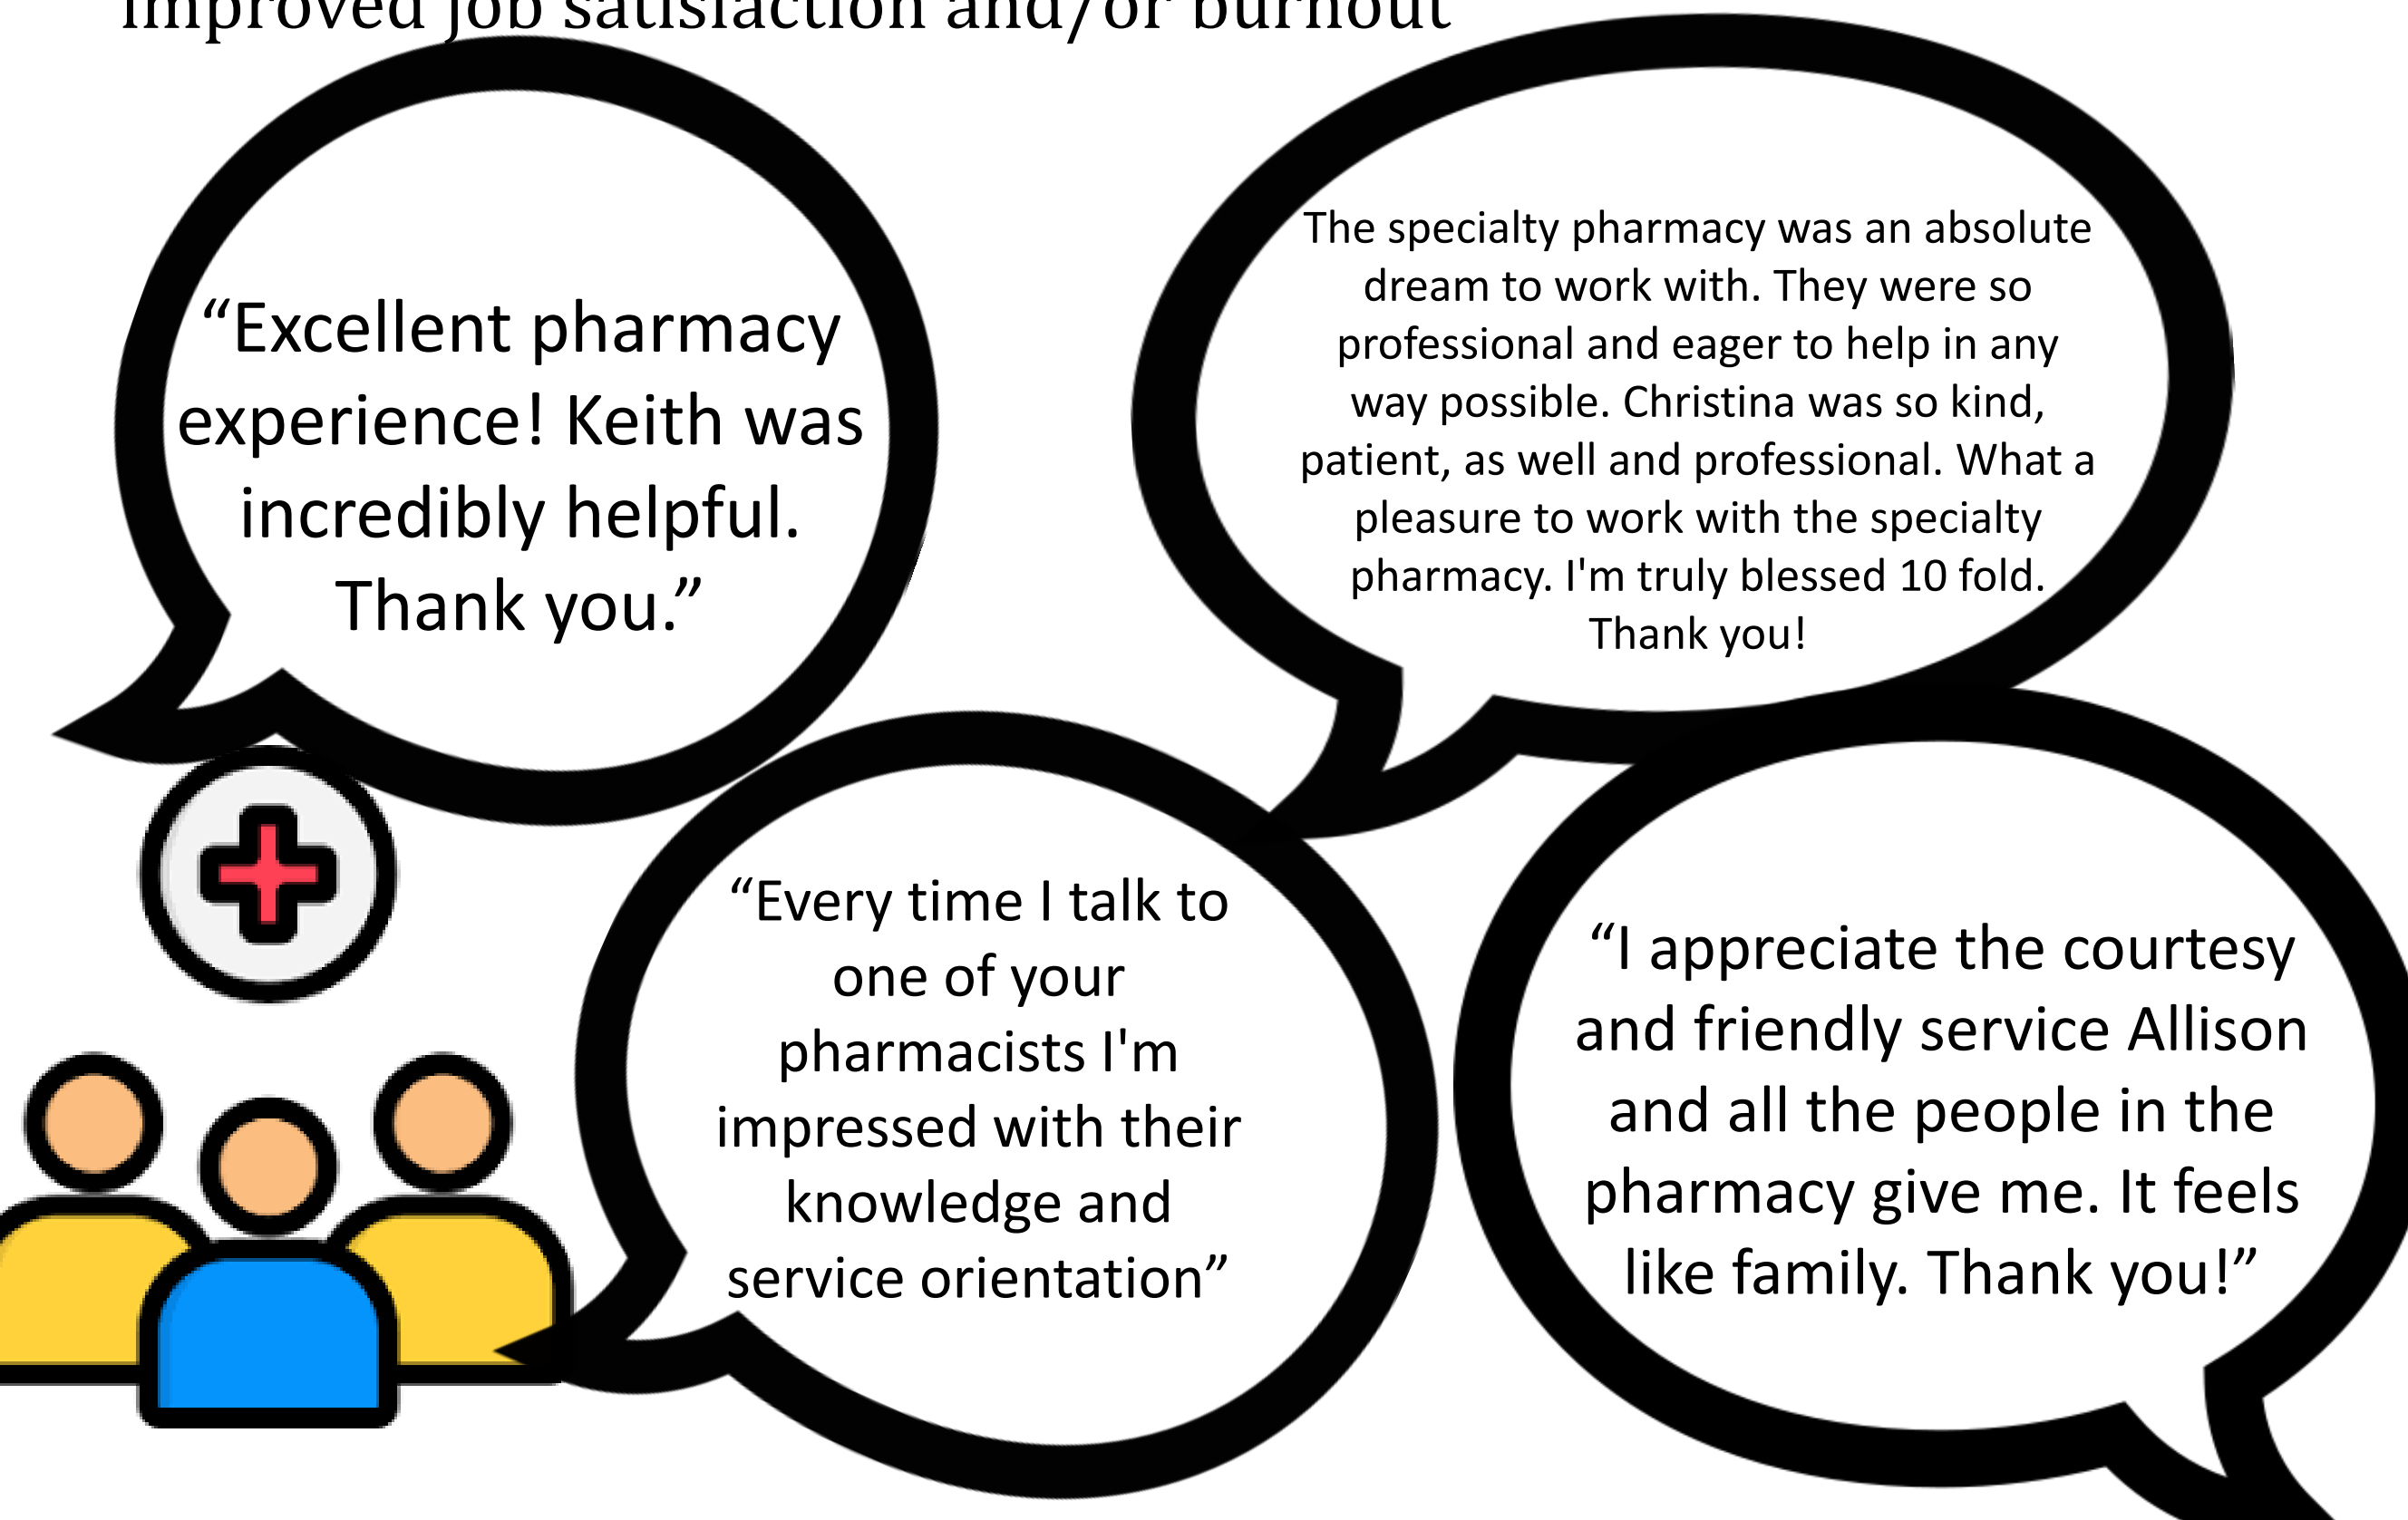 improved job satisfaction and/or burnout
“Excellent pharmacy
experience! Keith was
incredibly helpful.
Thank you.”
The specialty pharmacy was an absolute
dream to work with. They were so
professional and eager to help in any
way possible. Christina was so kind,
patient, as well and professional. What a
pleasure to work with the specialty
pharmacy. I'm truly blessed 10 fold.
Thank you!
“Every time I talk to
one of your
pharmacists I'm
impressed with their
knowledge and
service orientation”
“I appreciate the courtesy
and friendly service Allison
and all the people in the
pharmacy give me. It feels
like family. Thank you!”